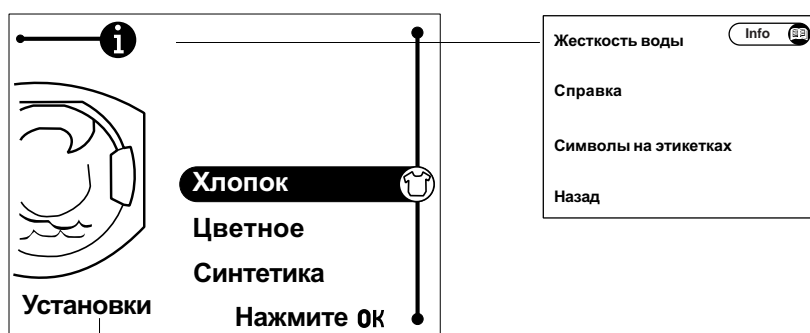 Хлопок
Цветное
Синтетика
Установки
Нажмите OK
Жесткость воды
Info
Справка
Символы на этикетках
Назад